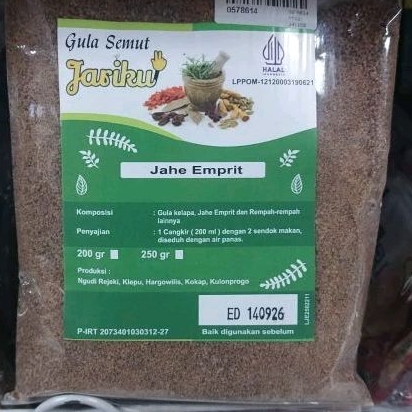 0578614
Gula Semut
Jariku
HALAL
INDONESIA
LPPOM-12120003190621
Jahe Emprit
Komposisi : Gula kelapa, Jahe Emprit dan Rempah-rempah
lainnya
Penyajian : 1 Cangkir ( 200 ml ) dengan 2 sendok makan,
diseduh dengan air panas.
200 gr 250 gr
Produksi :
Ngudi Rejeki, Klepu, Hargowilis, Kokap, Kulonprogo
ED 140926
P-IRT 2073401030312-27
Baik digunakan sebelum